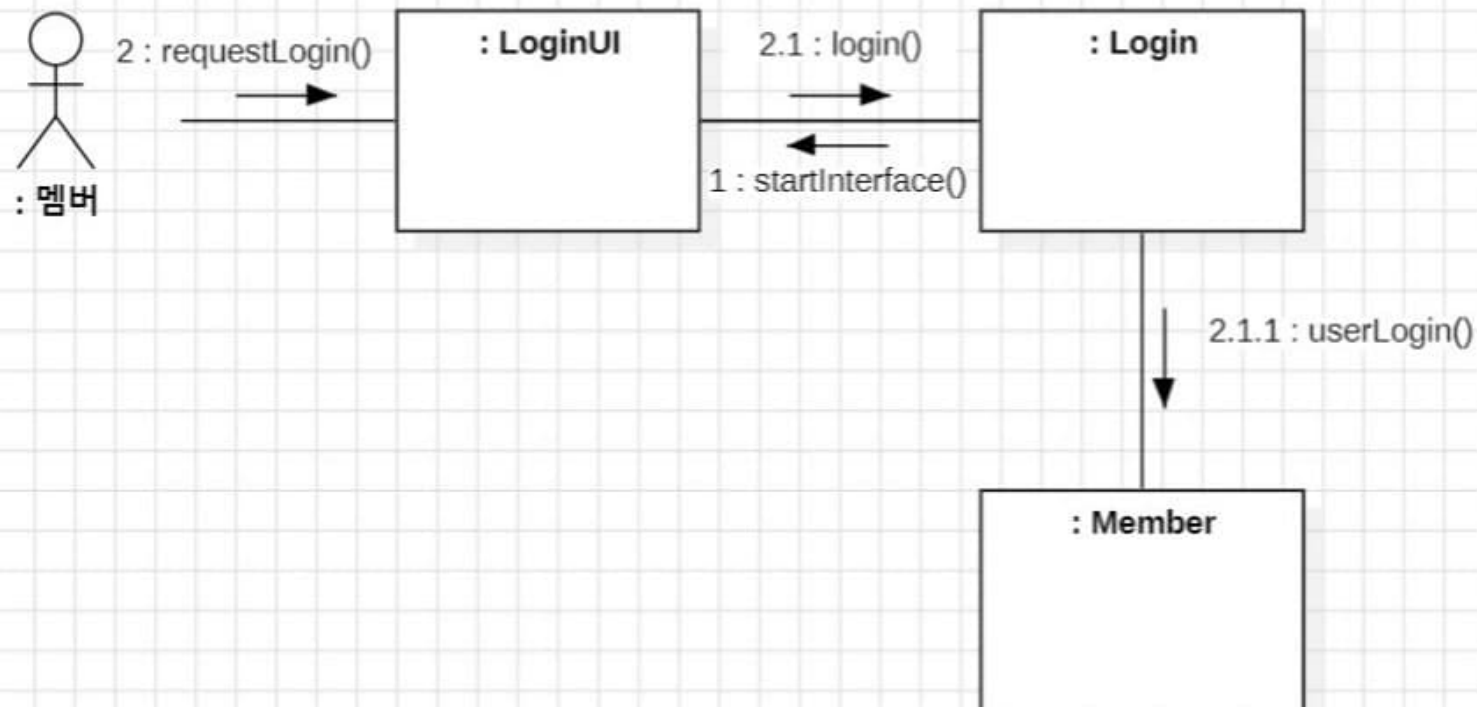 2 : requestLogin()
: LoginUI
2.1 : login()
: Login
1 : startInterface()
: 멤버
2.1.1 : userLogin()
: Member